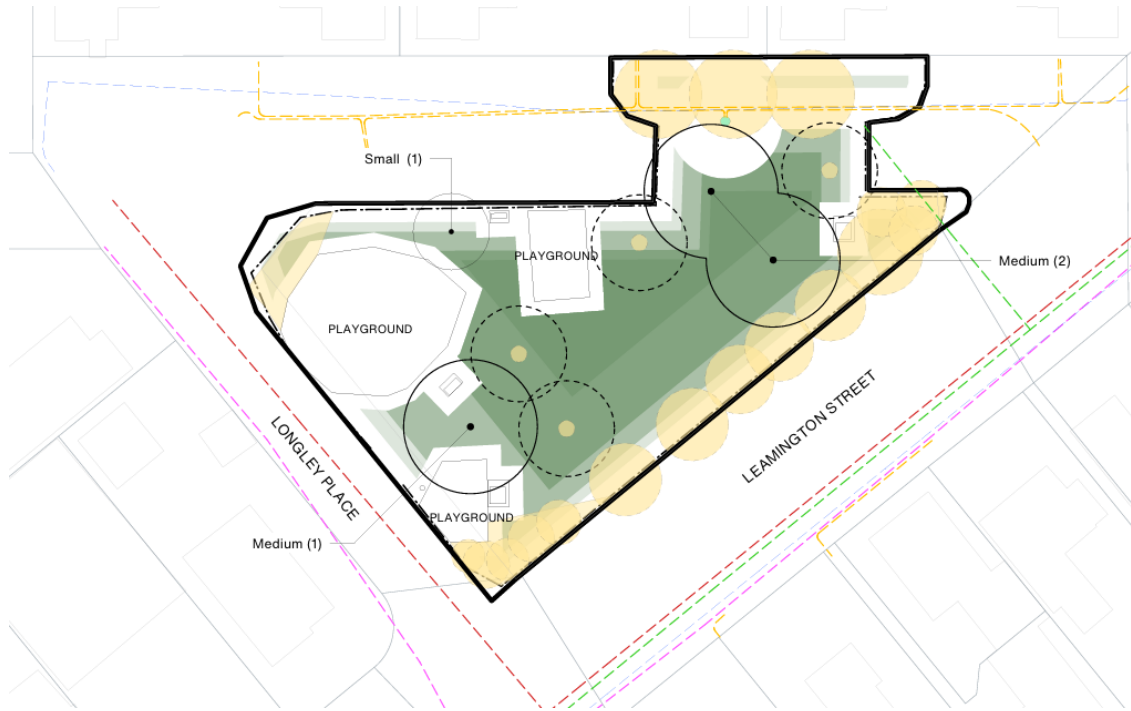 Small (1)
PLAYGROUND
Medium (2)
PLAYGROUND
LEAMINGTON STREET
LONGLEY PLACE
PLAYGROUND
Medium (1)